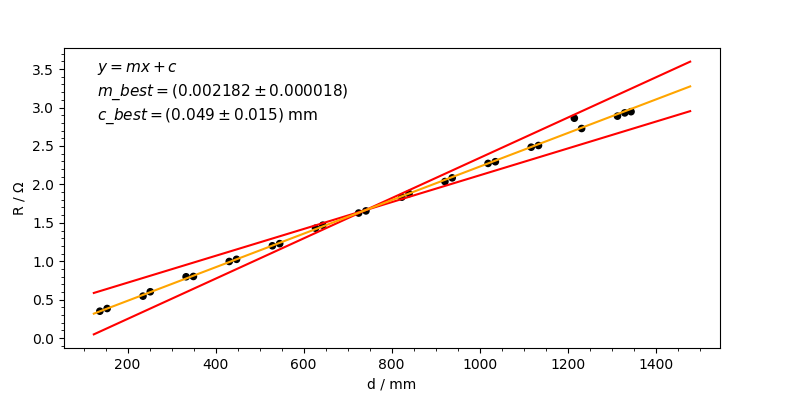 y = mx + c
m_best = (0.002182 ± 0.000018)
c_best = (0.049 ± 0.015) mm
3.5
3.0
2.5
2.0
1.5
1.0
0.5
0.0
R / Ω
200 400 600 800 1000 1200 1400
d / mm